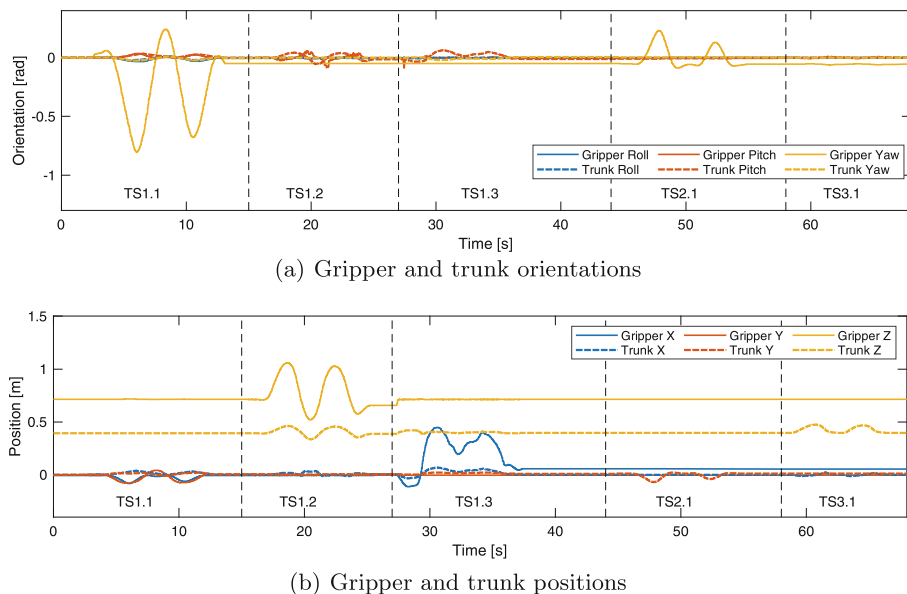 0
-0.5
-1
Orientation [rad]
Gripper Roll Gripper Pitch Gripper Yaw
Trunk Roll Trunk Pitch Trunk Yaw
TS1.1 TS1.2 TS1.3 TS2.1 TS3.1
0 10 20 30 40 50 60
Time [s]
(a) Gripper and trunk orientations
1.5
1
0.5
0
Position [m]
Gripper X Gripper Y Gripper Z
Trunk X Trunk Y Trunk Z
TS1.1 TS1.2 TS1.3 TS2.1 TS3.1
0 10 20 30 40 50 60
Time [s]
(b) Gripper and trunk positions